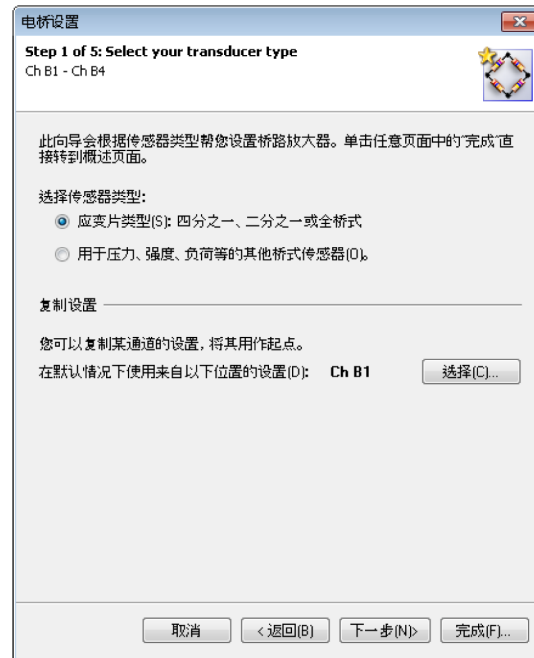 电桥设置
Step 1 of 5: Select your transducer type
Ch B1 - Ch B4
此向导会根据传感器类型帮您设置桥路放大器。单击任意页面中的“完成”直
接转到概述页面。
选择传感器类型:
应变片类型(S): 四分之一、二分之一或全桥式
用于压力、强度、负荷等的其他桥式传感器(O)。
复制设置
您可以复制某通道的设置, 将其用作起点。
在默认情况下使用来自以下位置的设置(D): Ch B1 选择(C)...
取消 <返回(B) 下一步(N)> 完成(F)...